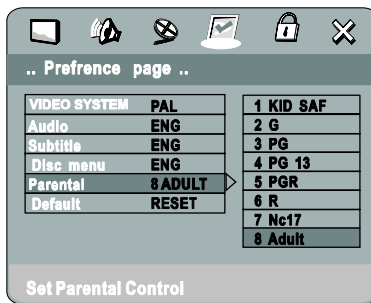 .. Prefrence page ..
VIDEO SYSTEM PAL
Audio ENG
Subtitle ENG
Disc menu ENG
Parental 8 ADULT
Default RESET
1 KID SAF
2 G
3 PG
4 PG 13
5 PGR
6 R
7 Nc17
8 Adult
Set Parental Control